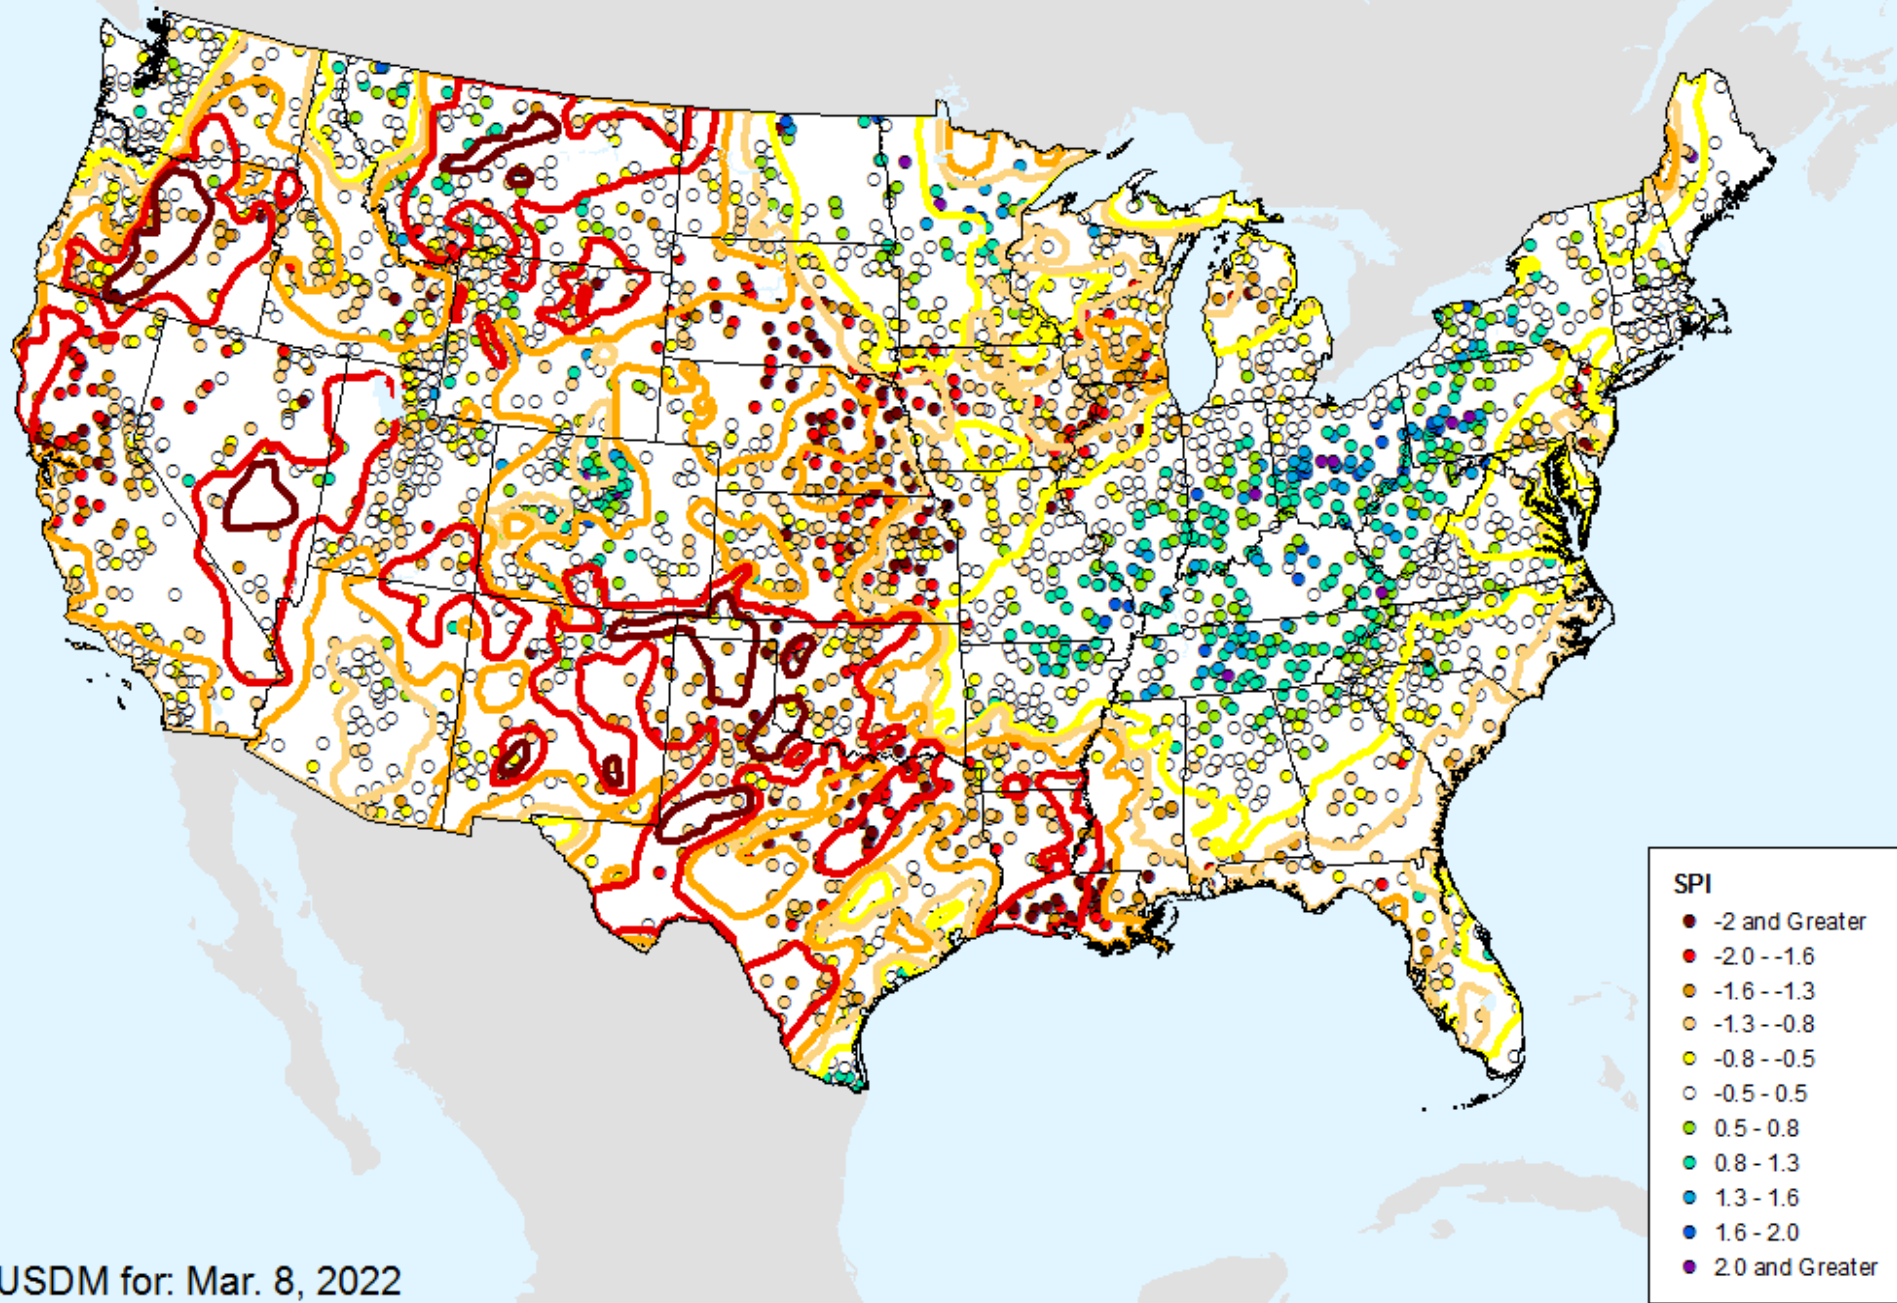 SPI
-2 and Greater
-2.0 - -1.6
-1.6 - -1.3
-1.3 - -0.8
-0.8 - -0.5
-0.5 - 0.5
0.5 - 0.8
0.8 - 1.3
1.3 - 1.6
1.6 - 2.0
2.0 and Greater
USDM for: Mar. 8, 2022